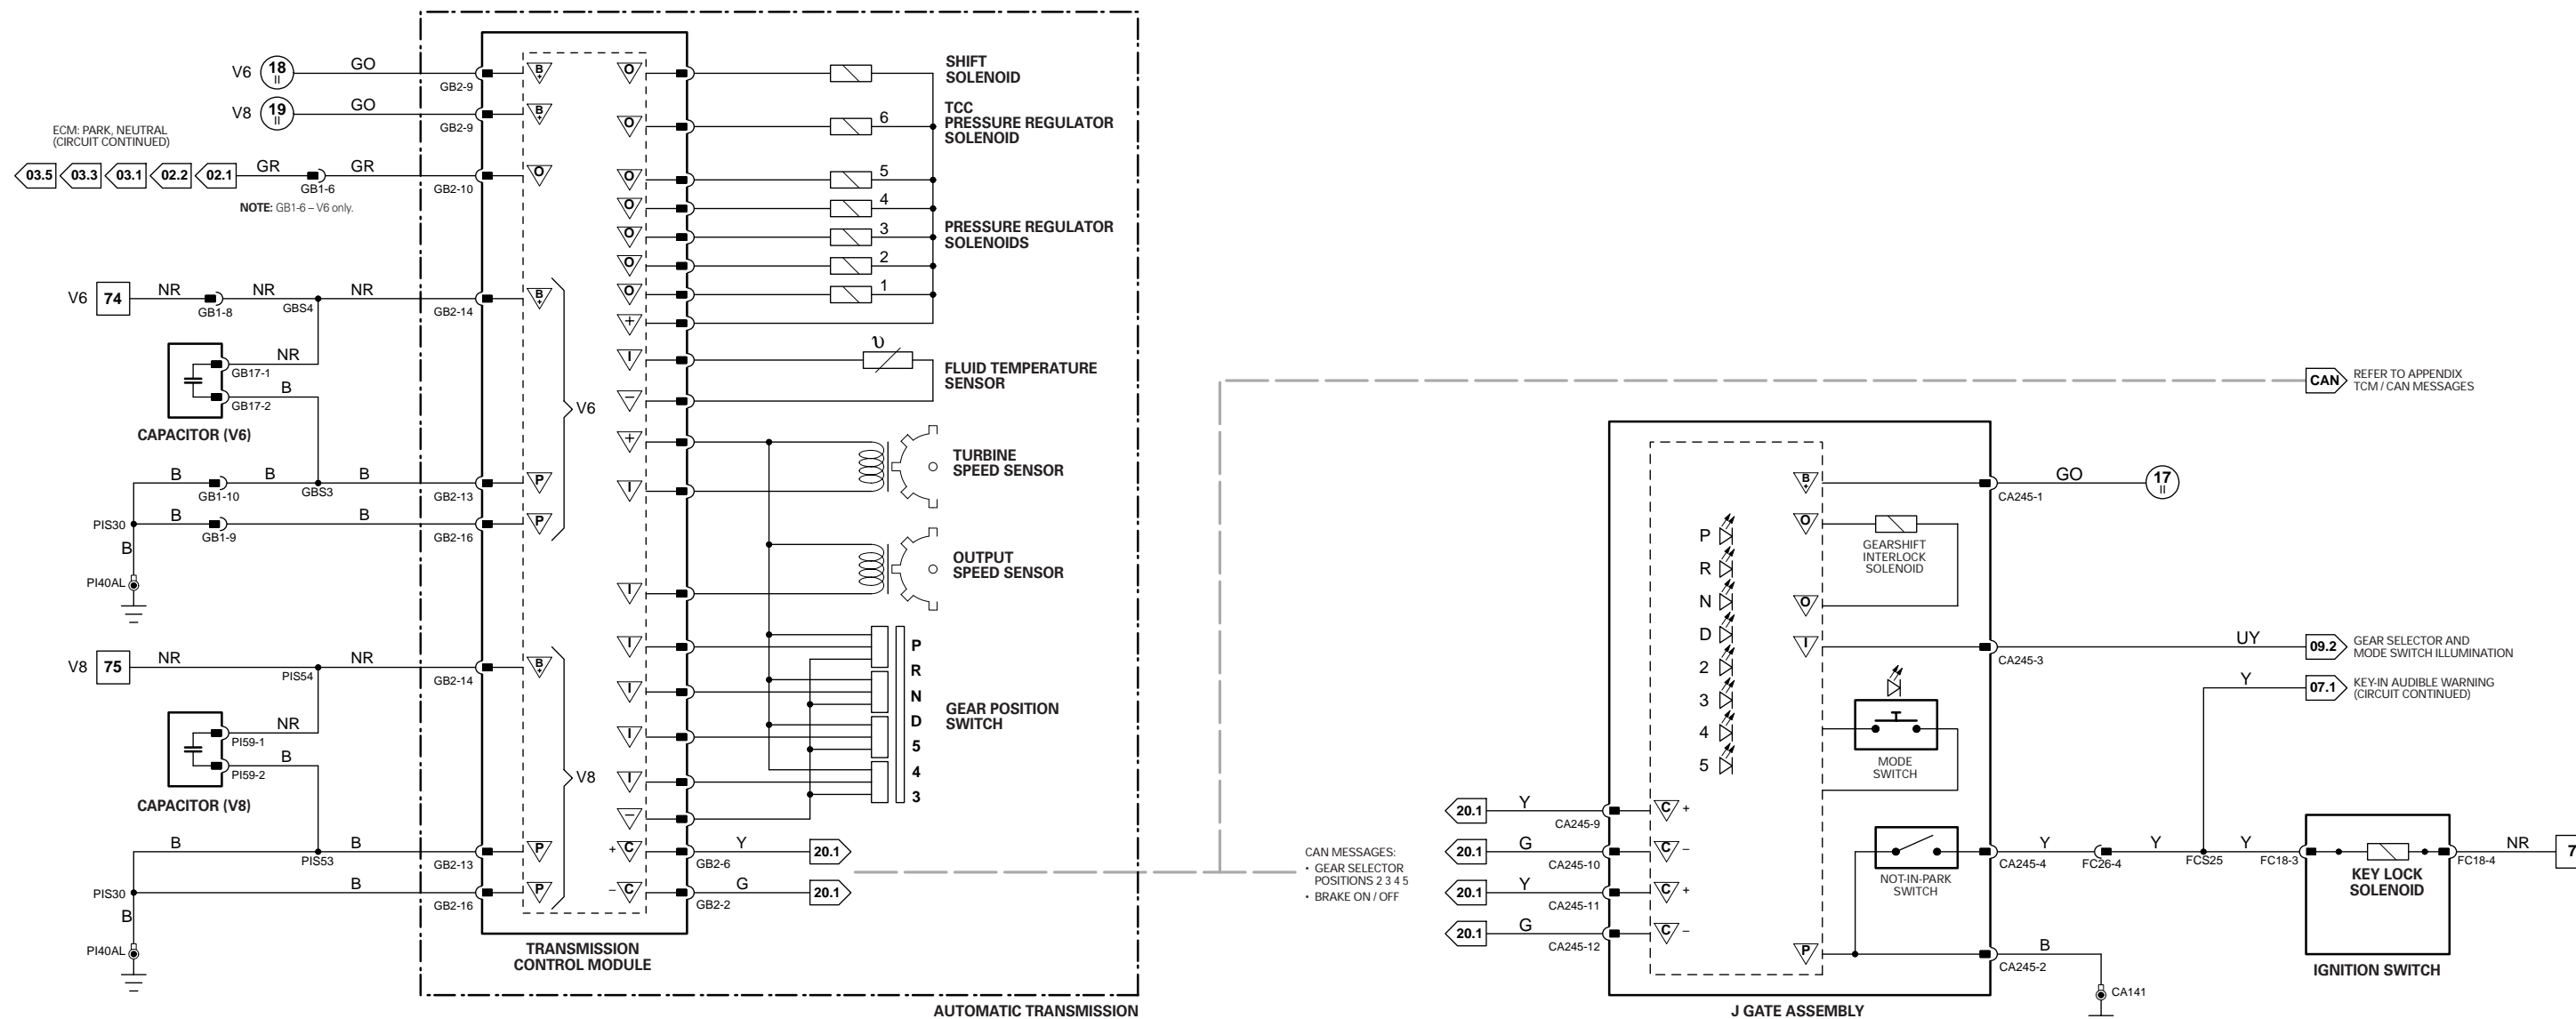 V6 18 II GO GB2-9 B+
V8 19 II GO GB2-9 B+
ECM: PARK, NEUTRAL
(CIRCUIT CONTINUED)
03.5 03.3 03.1 02.2 02.1 GR GB1-6 GR GB2-10 O
NOTE: GB1-6 – V6 only.
V6 74 NR GB1-8 NR GBS4 NR GB2-14 B+
NR
GB17-1
B
GB17-2
CAPACITOR (V6)
V6
B GB1-10 B GBS3 B GB2-13 P
PIS30 B GB1-9 B GB2-16 P
B
PI40AL
V8 75 NR PIS54 NR GB2-14 B+
NR
PI59-1
B
PI59-2
CAPACITOR (V8)
V8
B PIS53 B GB2-13 P
PIS30 B GB2-16 P
B
PI40AL
O SHIFT
SOLENOID
O 6 TCC
PRESSURE REGULATOR
SOLENOID
O 5
O 4
O 3
O 2
O 1
PRESSURE REGULATOR
SOLENOIDS
+
I υ
–
FLUID TEMPERATURE
SENSOR
+
I
TURBINE
SPEED SENSOR
I
OUTPUT
SPEED SENSOR
I
I
I
I
–
P
R
N
D
5
4
3
GEAR POSITION
SWITCH
+ C GB2-6 Y 20.1
– C GB2-2 G 20.1
TRANSMISSION
CONTROL MODULE
AUTOMATIC TRANSMISSION
CAN REFER TO APPENDIX
TCM / CAN MESSAGES
CAN MESSAGES:
• GEAR SELECTOR
POSITIONS 2 3 4 5
• BRAKE ON / OFF
P
R
N
D
2
3
4
5
B+ CA245-1 GO 17 II
O
GEARSHIFT
INTERLOCK
SOLENOID
O
I CA245-3 UY 09.2 GEAR SELECTOR AND
MODE SWITCH ILLUMINATION
Y 07.1 KEY-IN AUDIBLE WARNING
(CIRCUIT CONTINUED)
MODE
SWITCH
20.1 Y CA245-9 C +
20.1 G CA245-10 C –
20.1 Y CA245-11 C +
20.1 G CA245-12 C –
NOT-IN-PARK
SWITCH
CA245-4 Y FC26-4 Y FCS25 Y FC18-3
KEY LOCK
SOLENOID
FC18-4 NR 7
IGNITION SWITCH
P CA245-2 B
CA141
J GATE ASSEMBLY